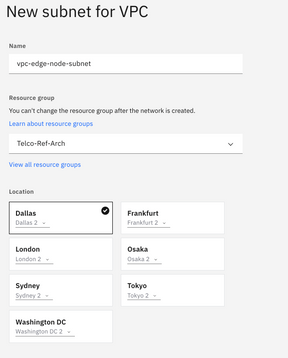 New subnet for VPC
Name
vpc-edge-node-subnet
Resource group
You can't change the resource group after the network is created.
Learn about resource groups
Telco-Ref-Arch
View all resource groups
Location
Dallas
Dallas 2
Frankfurt
Frankfurt 2
London
London 2
Osaka
Osaka 2
Sydney
Sydney 2
Tokyo
Tokyo 2
Washington DC
Washington DC 2